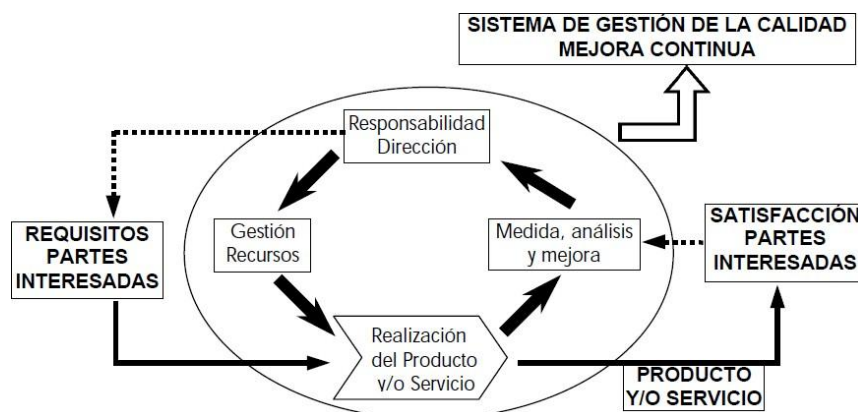 SISTEMA DE GESTIÓN DE LA CALIDAD
MEJORA CONTINUA
Responsabilidad
Dirección
REQUISITOS
PARTES
INTERESADAS
Gestión
Recursos
Medida, análisis
y mejora
SATISFACCIÓN
PARTES
INTERESADAS
Realización
del Producto
y/o Servicio
PRODUCTO
Y/O SERVICIO